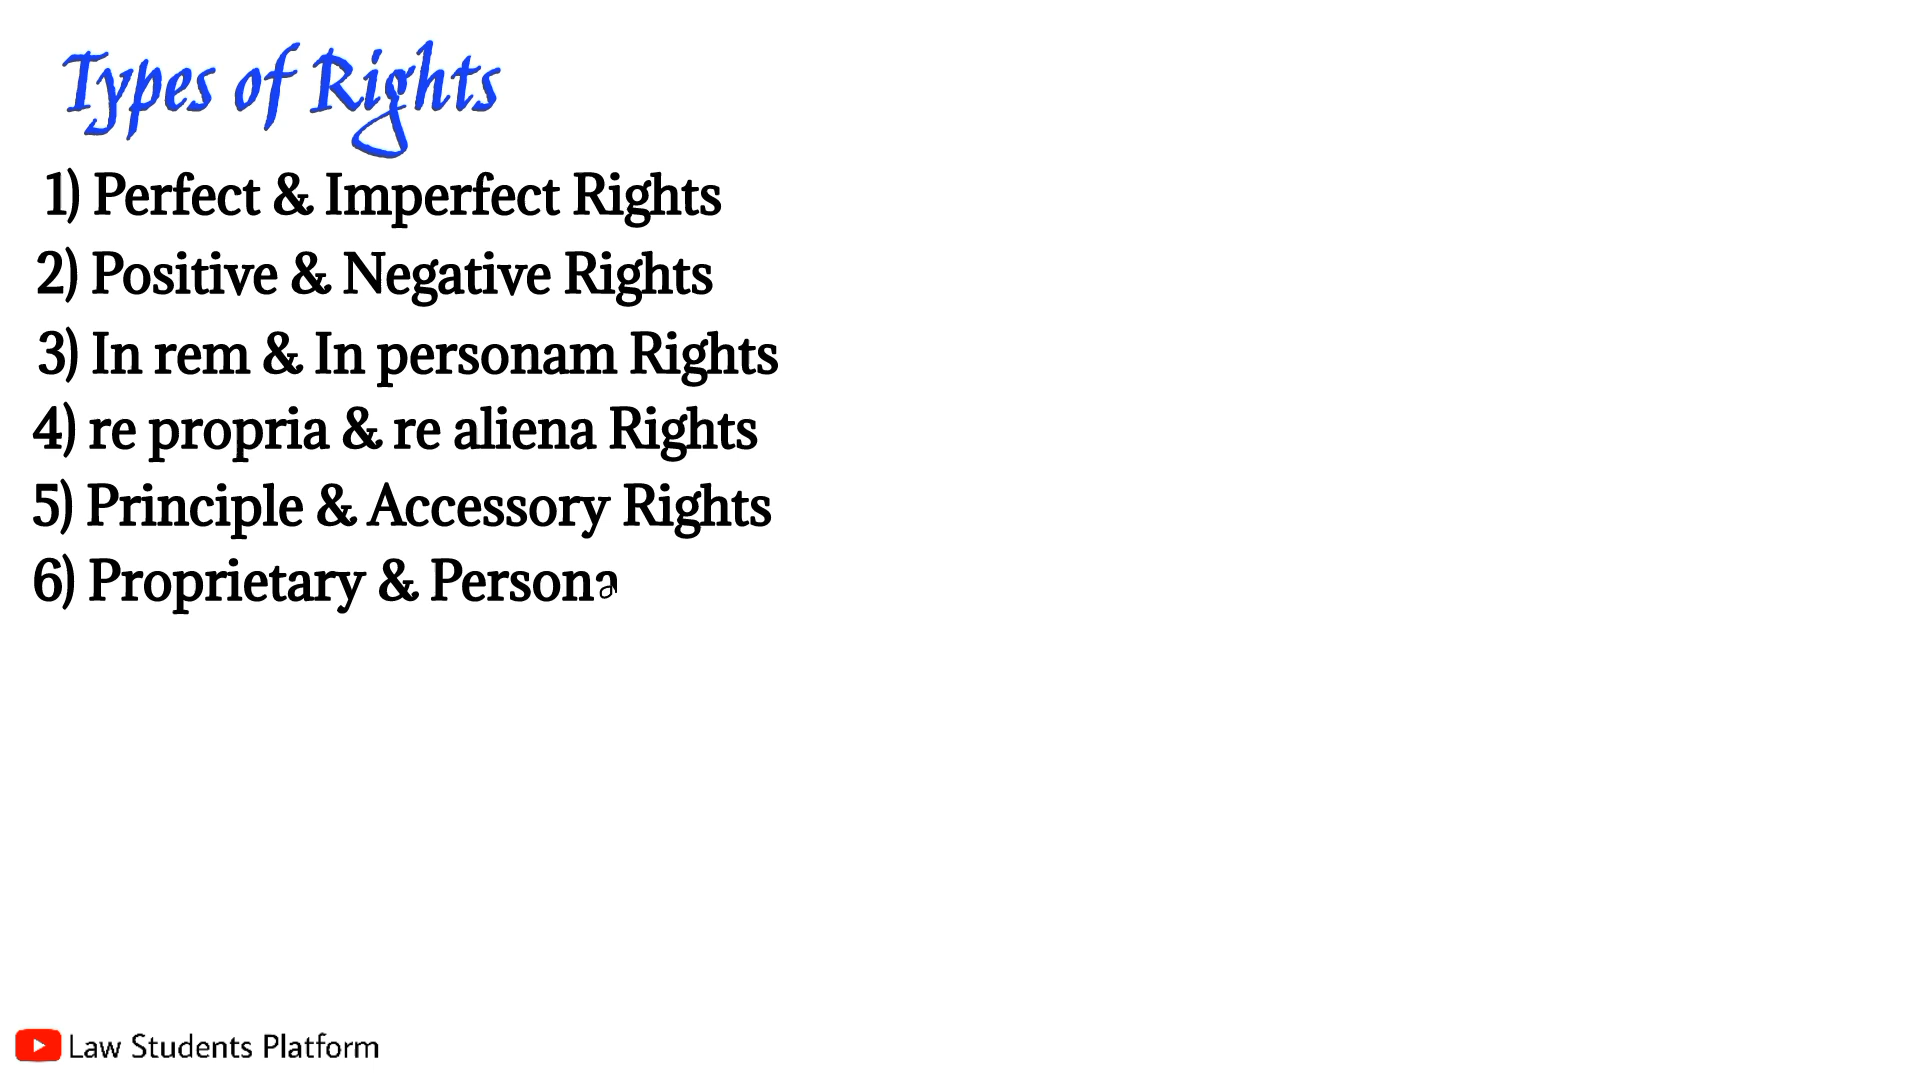 Types of Rights
1) Perfect & Imperfect Rights
2) Positive & Negative Rights
3) In rem & In personam Rights
4) re propria & re aliena Rights
5) Principle & Accessory Rights
6) Proprietary & Persona
Law Students Platform